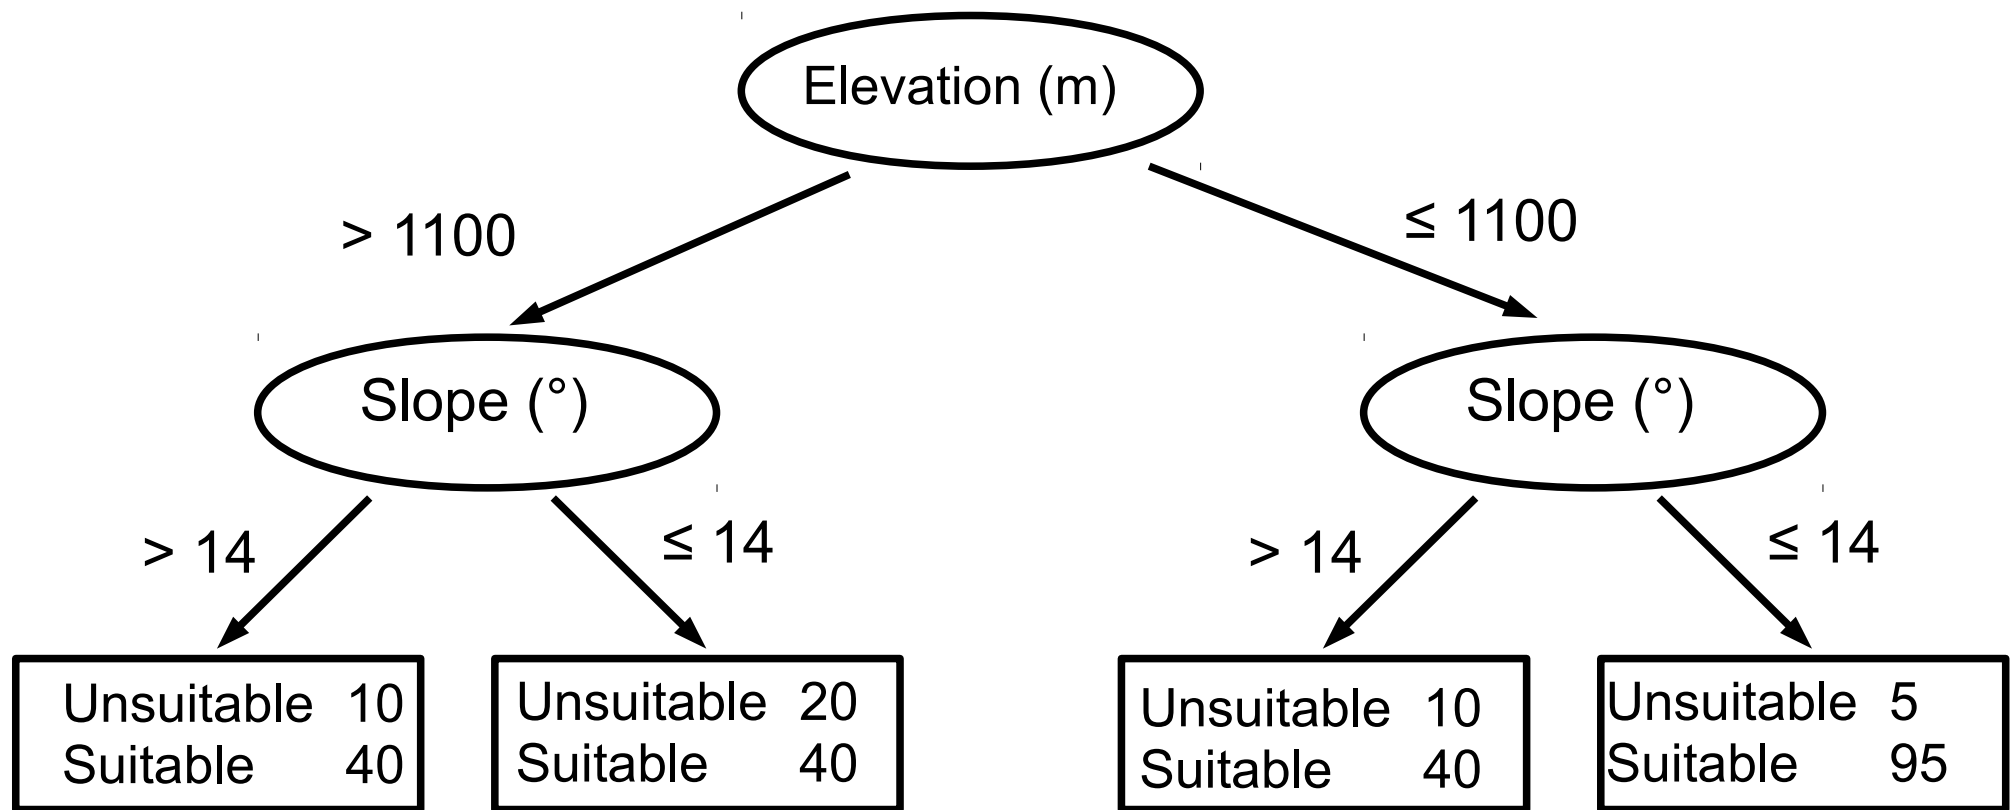 Elevation (m)
> 1100
≤ 1100
Slope (°)
Slope (°)
> 14
≤ 14
> 14
≤ 14
Unsuitable 10
Suitable 40
Unsuitable 20
Suitable 40
Unsuitable 10
Suitable 40
Unsuitable 5
Suitable 95